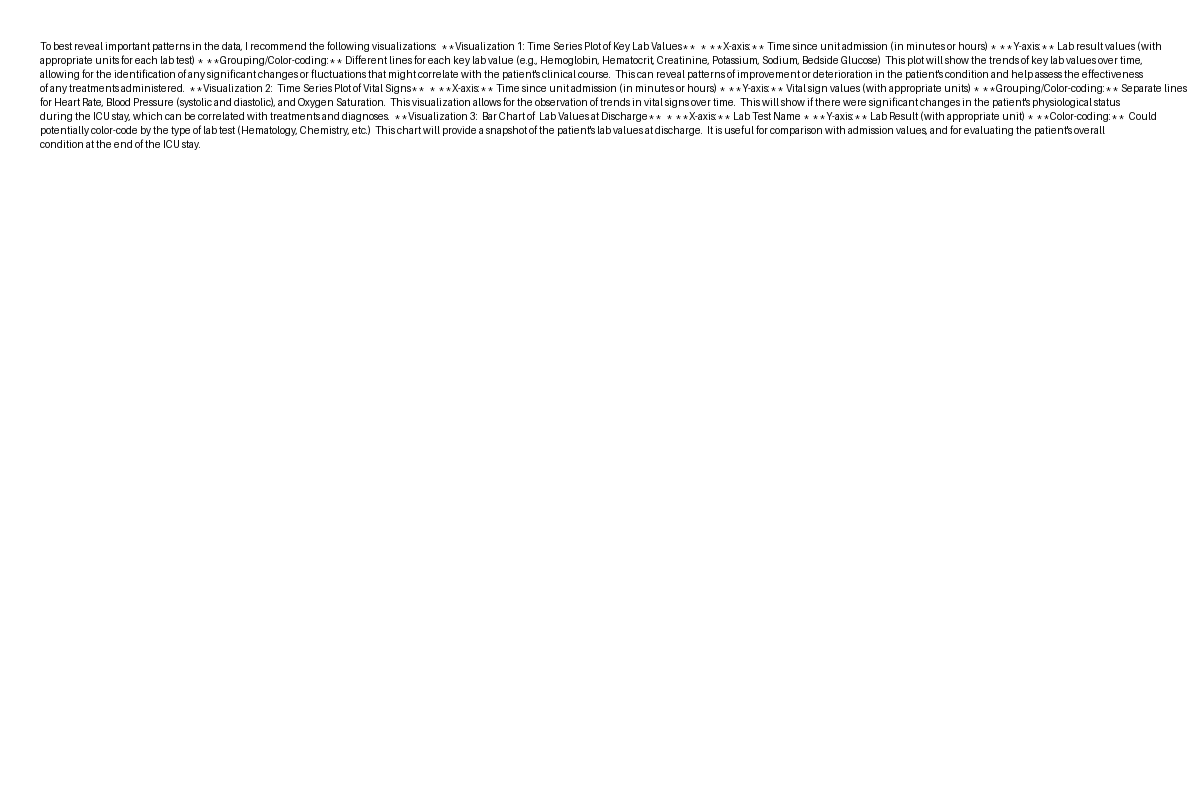 To best reveal important patterns in the data, I recommend the following visualizations:  **Visualization 1: Time Series Plot of Key Lab Values**  * **X-axis:** Time since unit admission (in minutes or hours) * **Y-axis:** Lab result values (with
appropriate units for each lab test) * **Grouping/Color-coding:** Different lines for each key lab value (e.g., Hemoglobin, Hematocrit, Creatinine, Potassium, Sodium, Bedside Glucose)  This plot will show the trends of key lab values over time,
allowing for the identification of any significant changes or fluctuations that might correlate with the patient's clinical course.  This can reveal patterns of improvement or deterioration in the patient's condition and help assess the effectiveness
of any treatments administered.  **Visualization 2:  Time Series Plot of Vital Signs**  * **X-axis:** Time since unit admission (in minutes or hours) * **Y-axis:** Vital sign values (with appropriate units) * **Grouping/Color-coding:** Separate lines
for Heart Rate, Blood Pressure (systolic and diastolic), and Oxygen Saturation.  This visualization allows for the observation of trends in vital signs over time.  This will show if there were significant changes in the patient's physiological status
during the ICU stay, which can be correlated with treatments and diagnoses.  **Visualization 3:  Bar Chart of  Lab Values at Discharge**  * **X-axis:** Lab Test Name * **Y-axis:** Lab Result (with appropriate unit) * **Color-coding:**  Could
potentially color-code by the type of lab test (Hematology, Chemistry, etc.)  This chart will provide a snapshot of the patient's lab values at discharge.  It is useful for comparison with admission values, and for evaluating the patient's overall
condition at the end of the ICU stay.